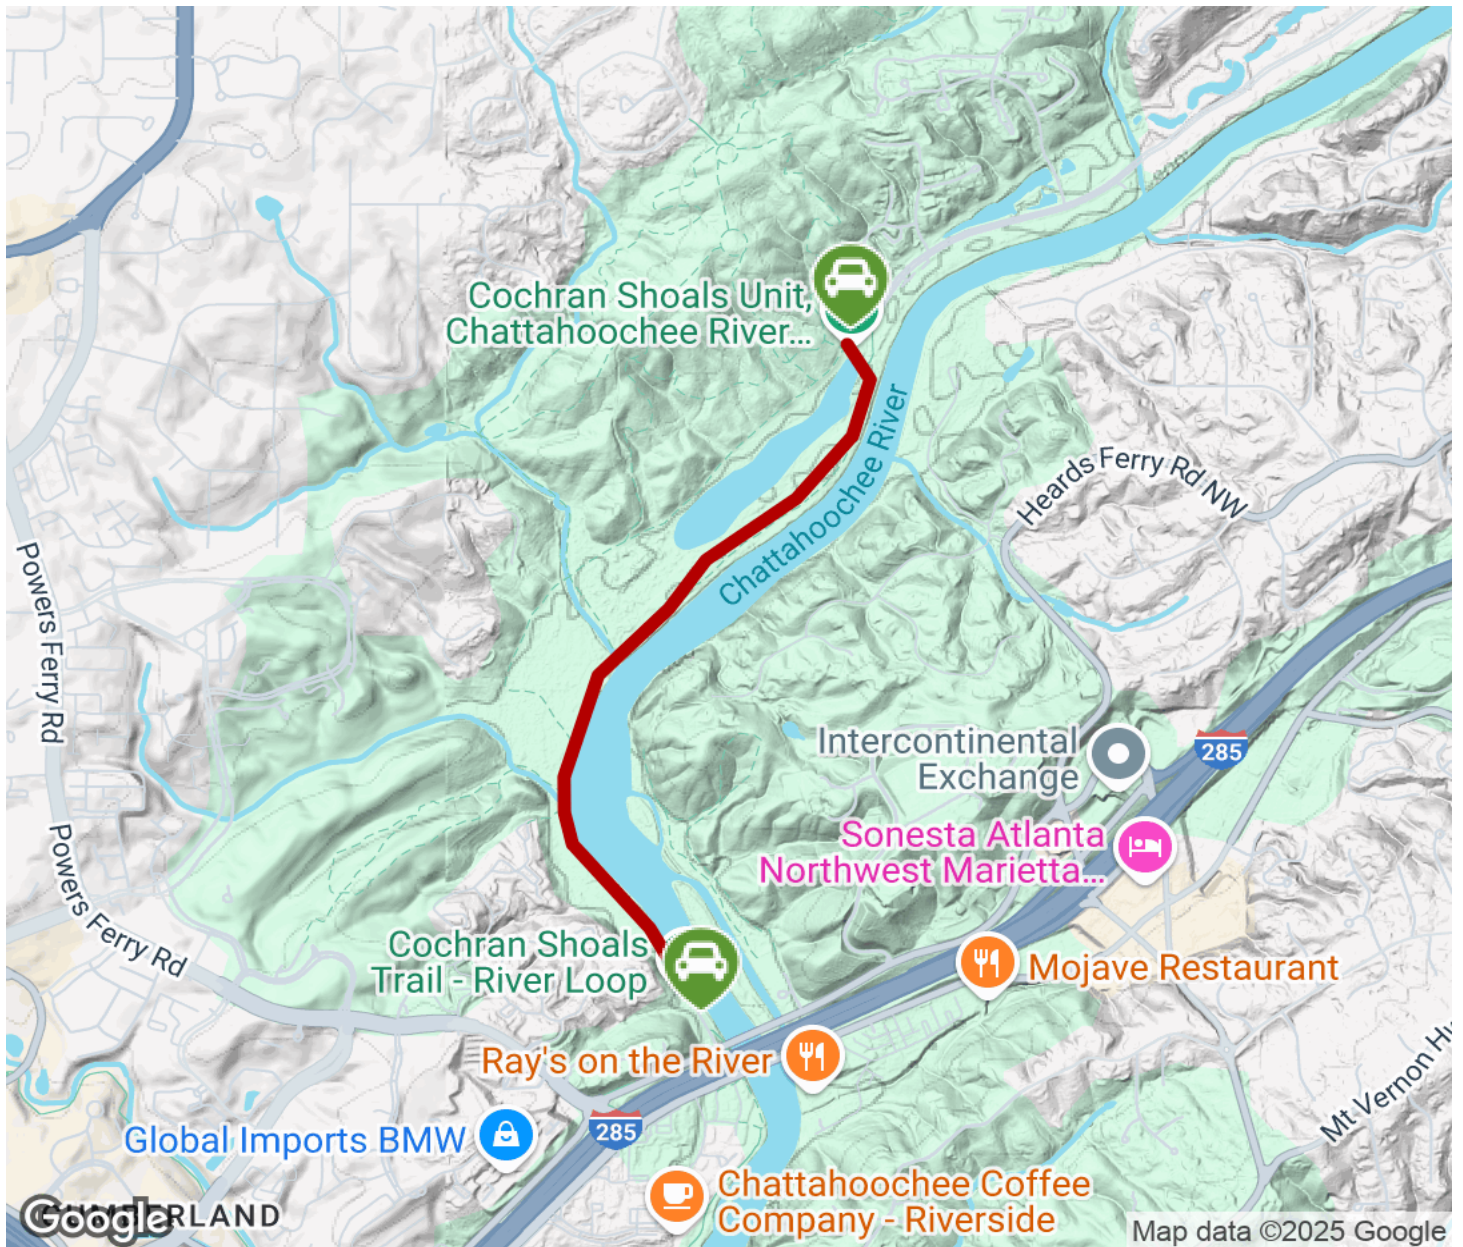 Cochran Shoals Unit,
Chattahoochee River...
Chattahoochee River
Heards Ferry Rd NW
Powers Ferry Rd
Intercontinental
Exchange
285
Sonesta Atlanta
Northwest Marietta...
Powers Ferry Rd
Cochran Shoals
Trail - River Loop
Mojave Restaurant
Ray's on the River
Mt Vernon
285
Global Imports BMW
Chattahoochee Coffee
Company - Riverside
Google
Map data ©2025 Google